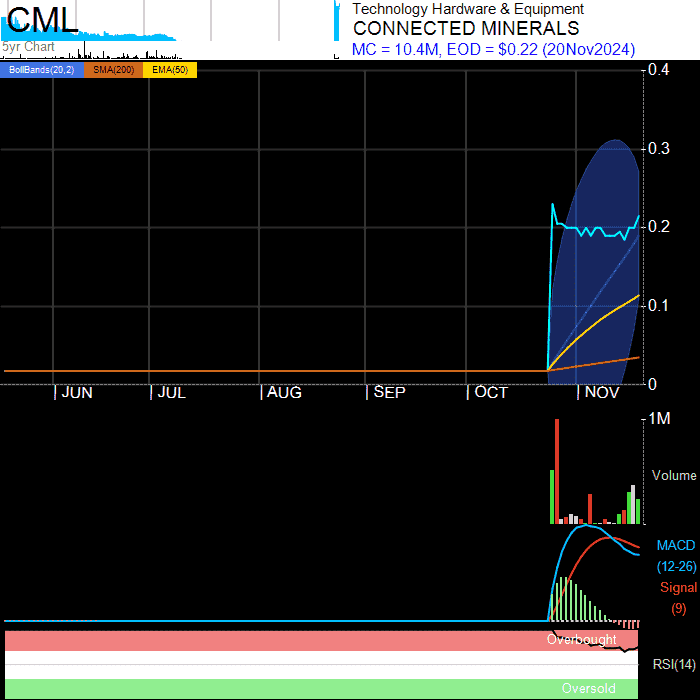 CML
5yr Chart
Technology Hardware & Equipment
CONNECTED MINERALS
MC = 10.4M, EOD = $0.22 (20Nov2024)
BollBands(20,2) SMA(200) EMA(50)
0.4
0.3
0.2
0.1
0
JUN JUL AUG SEP OCT NOV
1M
Volume
MACD
(12-26)
Signal
(9)
Overbought
RSI(14)
Oversold